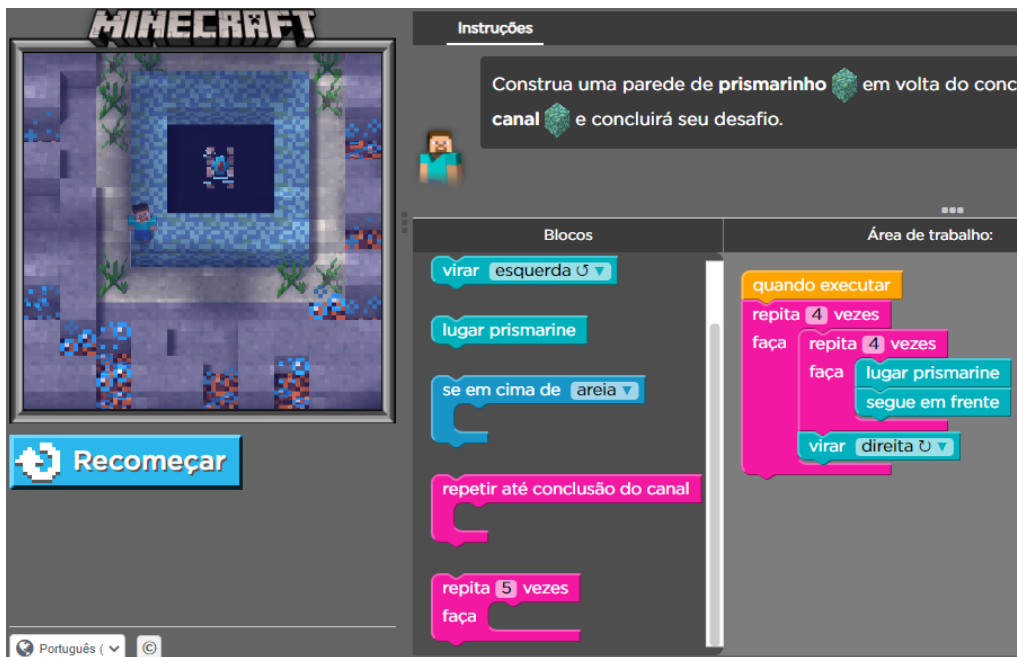 MINECRAFT
Instruções
Construa uma parede de prismarinho em volta do conc
canal e concluirá seu desafio.
Blocos
Área de trabalho:
virar esquerda ↺ ▼
lugar prismarine
se em cima de areia ▼
repetir até conclusão do canal
repita 5 vezes
faça
quando executar
repita 4 vezes
faça repita 4 vezes
faça lugar prismarine
segue em frente
virar direita ↻ ▼
Recomeçar
Português (
©